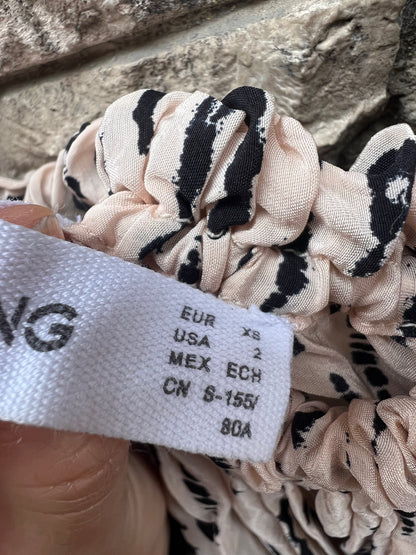 NG
EUR XS
USA 2
MEX ECH
CN S-155/
80A